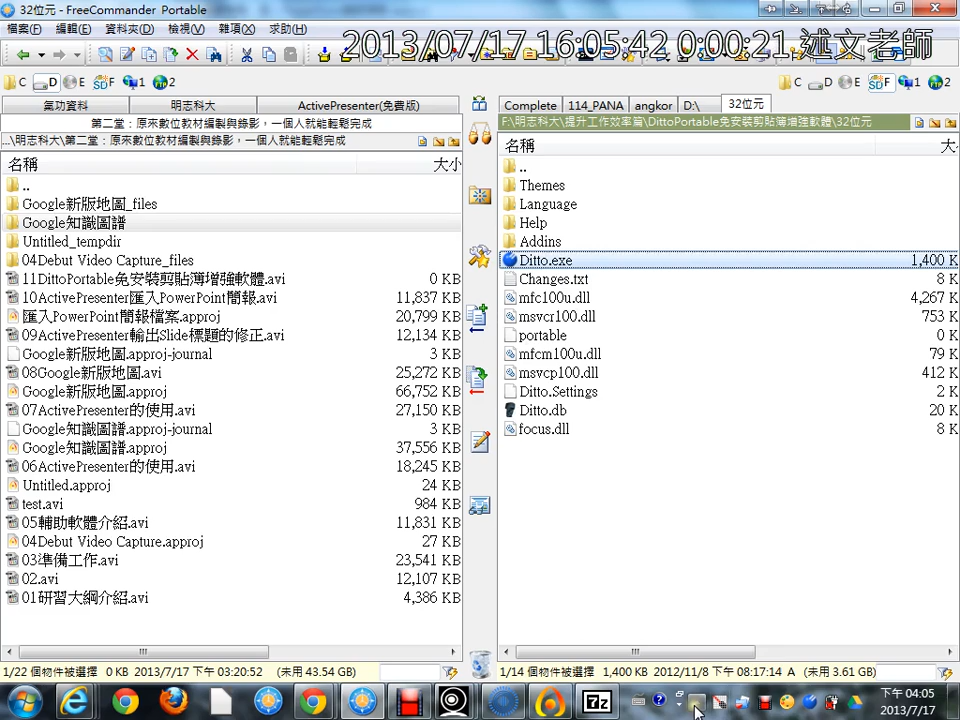 32位元 - FreeCommander Portable
檔案(F) 編輯(E) 資料夾(D) 檢視(V) 雜項(X) 求助(H)
2013/07/17 16:05:42 0:00:21 述文老師
C D E F 1 2
C D E F 1 2
氣功資料 明志科大 ActivePresenter(免費版)
Complete 114_PANA angkor D:\ 32位元
第二堂：原來數位教材編製與錄影，一個人就能輕鬆完成
F:\明志科大\提升工作效率篇\DittoPortable免安裝剪貼簿增強軟體\32位元
...\明志科大\第二堂：原來數位教材編製與錄影，一個人就能輕鬆完成
名稱 大小
..
Google新版地圖_files
Google知識圖譜
Untitled_tempdir
04Debut Video Capture_files
11DittoPortable免安裝剪貼簿增強軟體.avi 0 KB
10ActivePresenter匯入PowerPoint簡報.avi 11,837 KB
匯入PowerPoint簡報檔案.approj 20,799 KB
09ActivePresenter輸出Slide標題的修正.avi 12,134 KB
Google新版地圖.approj-journal 3 KB
08Google新版地圖.avi 25,272 KB
Google新版地圖.approj 66,752 KB
07ActivePresenter的使用.avi 27,150 KB
Google知識圖譜.approj-journal 3 KB
Google知識圖譜.approj 37,556 KB
06ActivePresenter的使用.avi 18,245 KB
Untitled.approj 24 KB
test.avi 984 KB
05輔助軟體介紹.avi 11,831 KB
04Debut Video Capture.approj 27 KB
03準備工作.avi 23,541 KB
02.avi 12,107 KB
01研習大綱介紹.avi 4,386 KB
名稱 大
..
Themes
Language
Help
Addins
Ditto.exe 1,400 K
Changes.txt 8 K
mfc100u.dll 4,267 K
msvcr100.dll 753 K
portable 0 K
mfcm100u.dll 79 K
msvcp100.dll 412 K
Ditto.Settings 2 K
Ditto.db 20 K
focus.dll 8 K
1/22 個物件被選擇 0 KB 2013/7/17 下午 03:20:52 (未用 43.54 GB)
1/14 個物件被選擇 1,400 KB 2012/11/8 下午 08:17:14 A (未用 3.61 GB)
7z
下午 04:05
2013/7/17